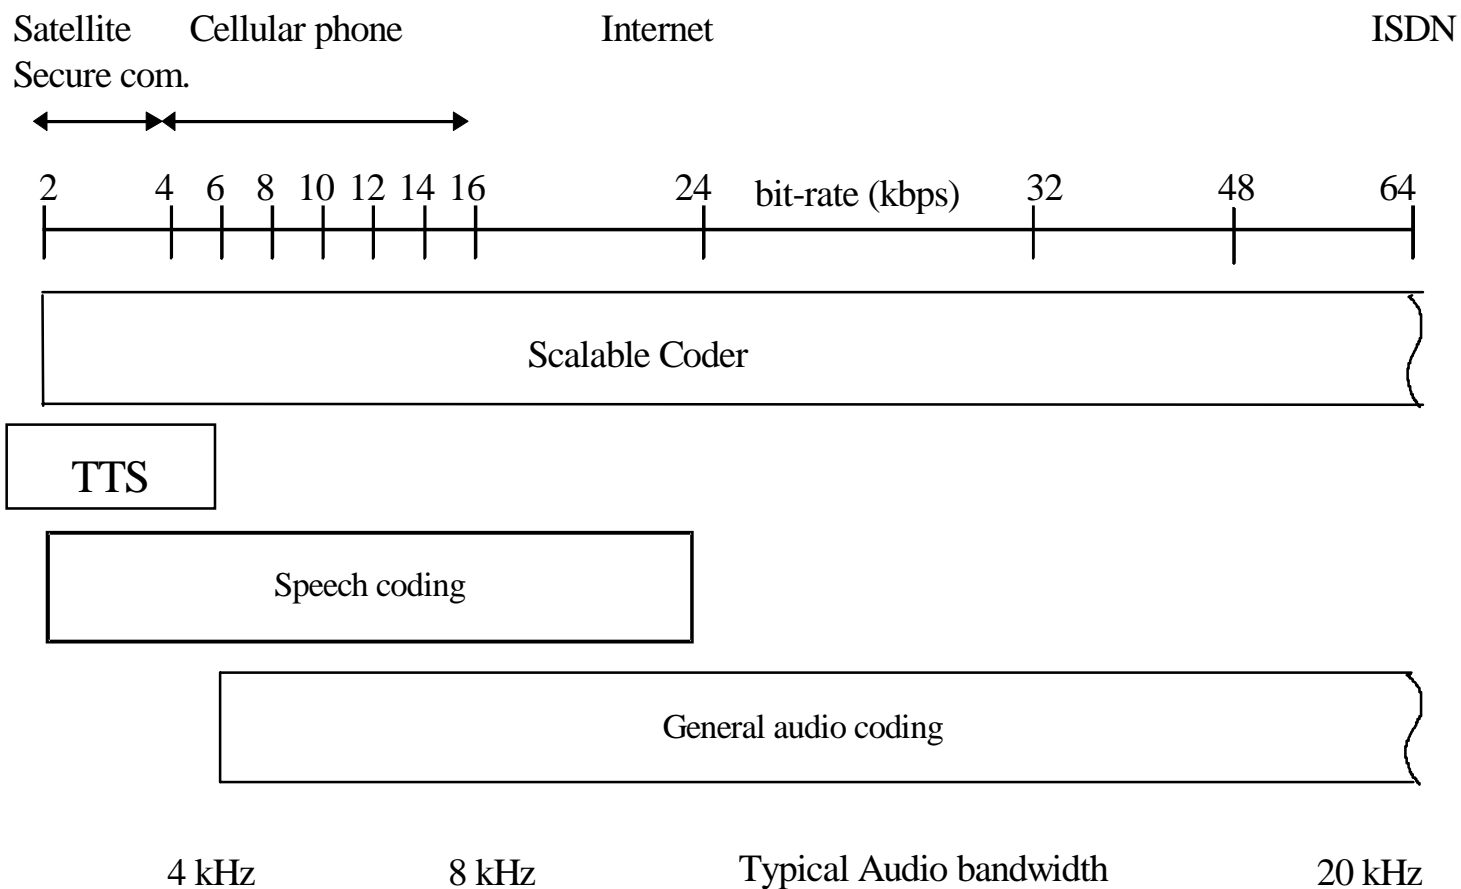 Satellite Cellular phone Internet ISDN
Secure com.
2 4 6 8 10 12 14 16 24 bit-rate (kbps) 32 48 64
Scalable Coder
TTS
Speech coding
General audio coding
4 kHz 8 kHz Typical Audio bandwidth 20 kHz